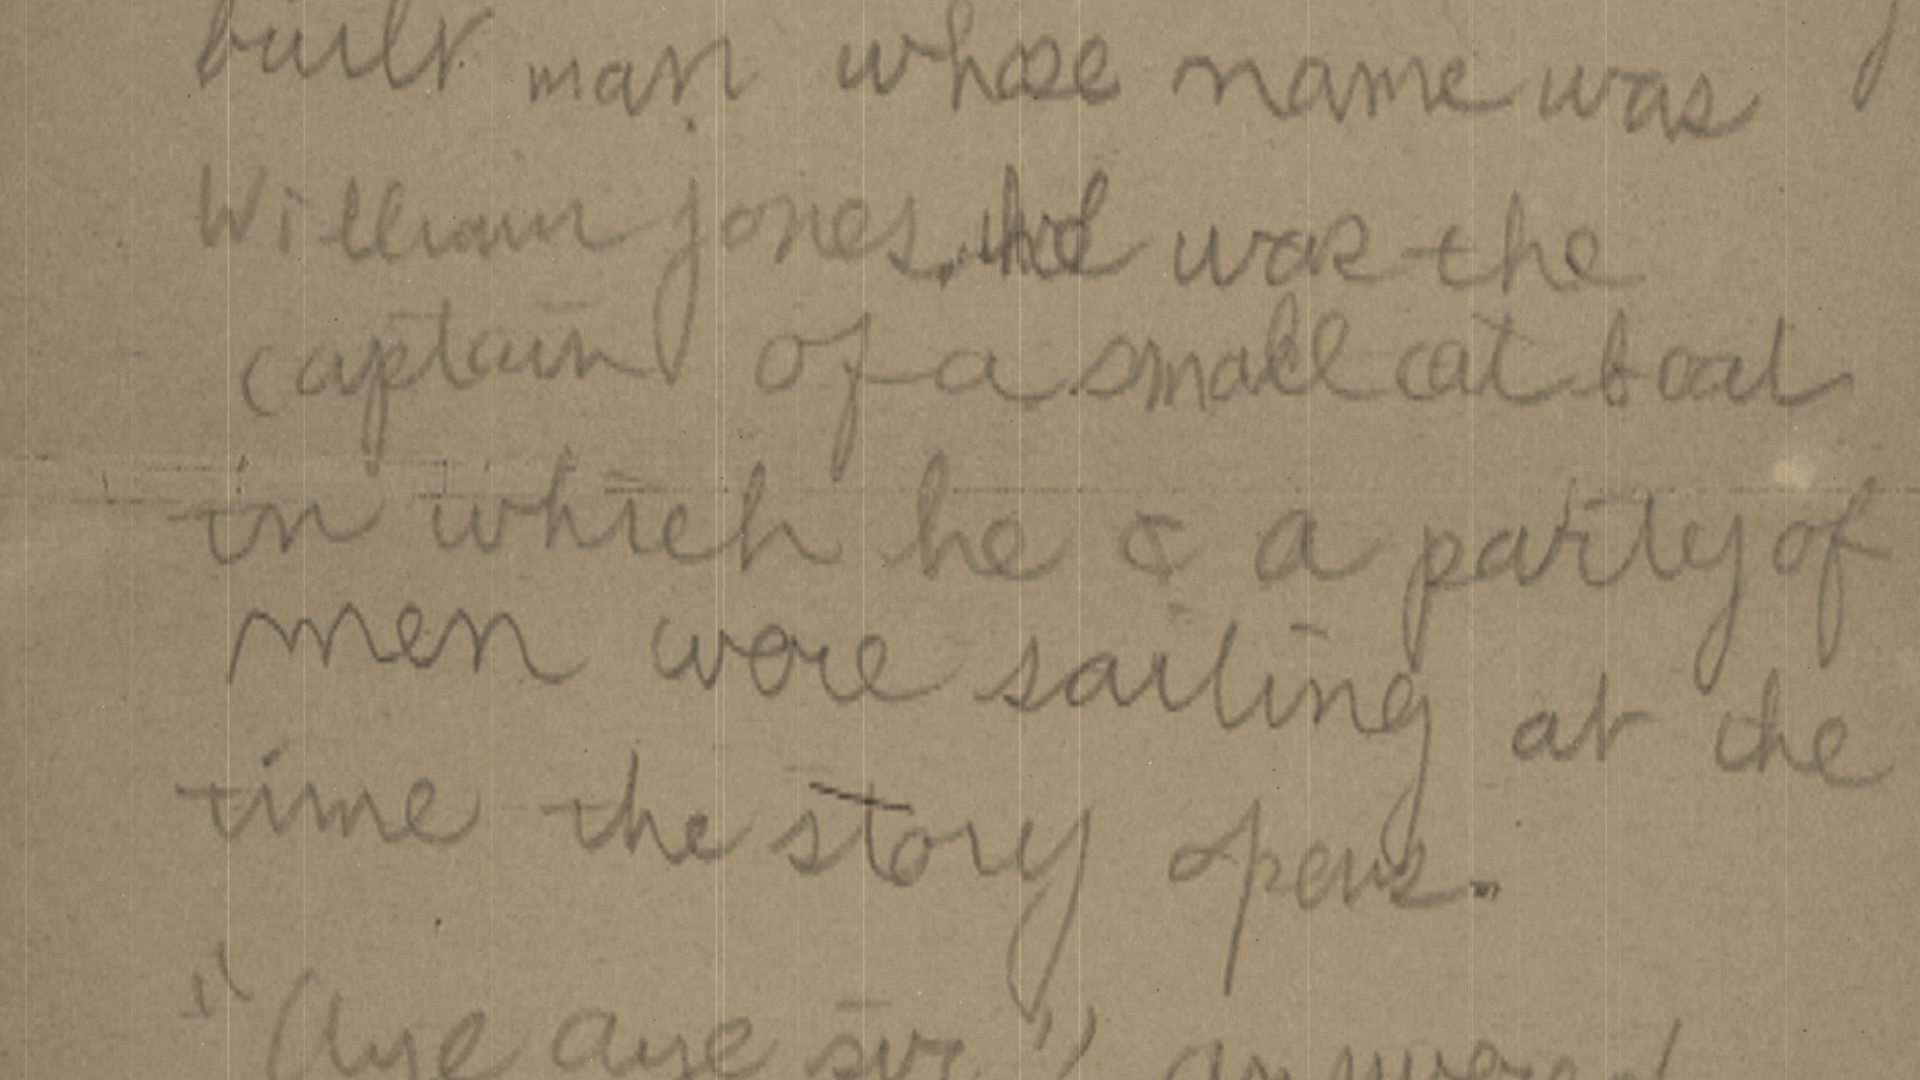 built man whose name was
William jones. he was the
captain of a small cat boat
in which he & a party of
men were sailing at the
time the story opens.
"Aye aye sir" answered